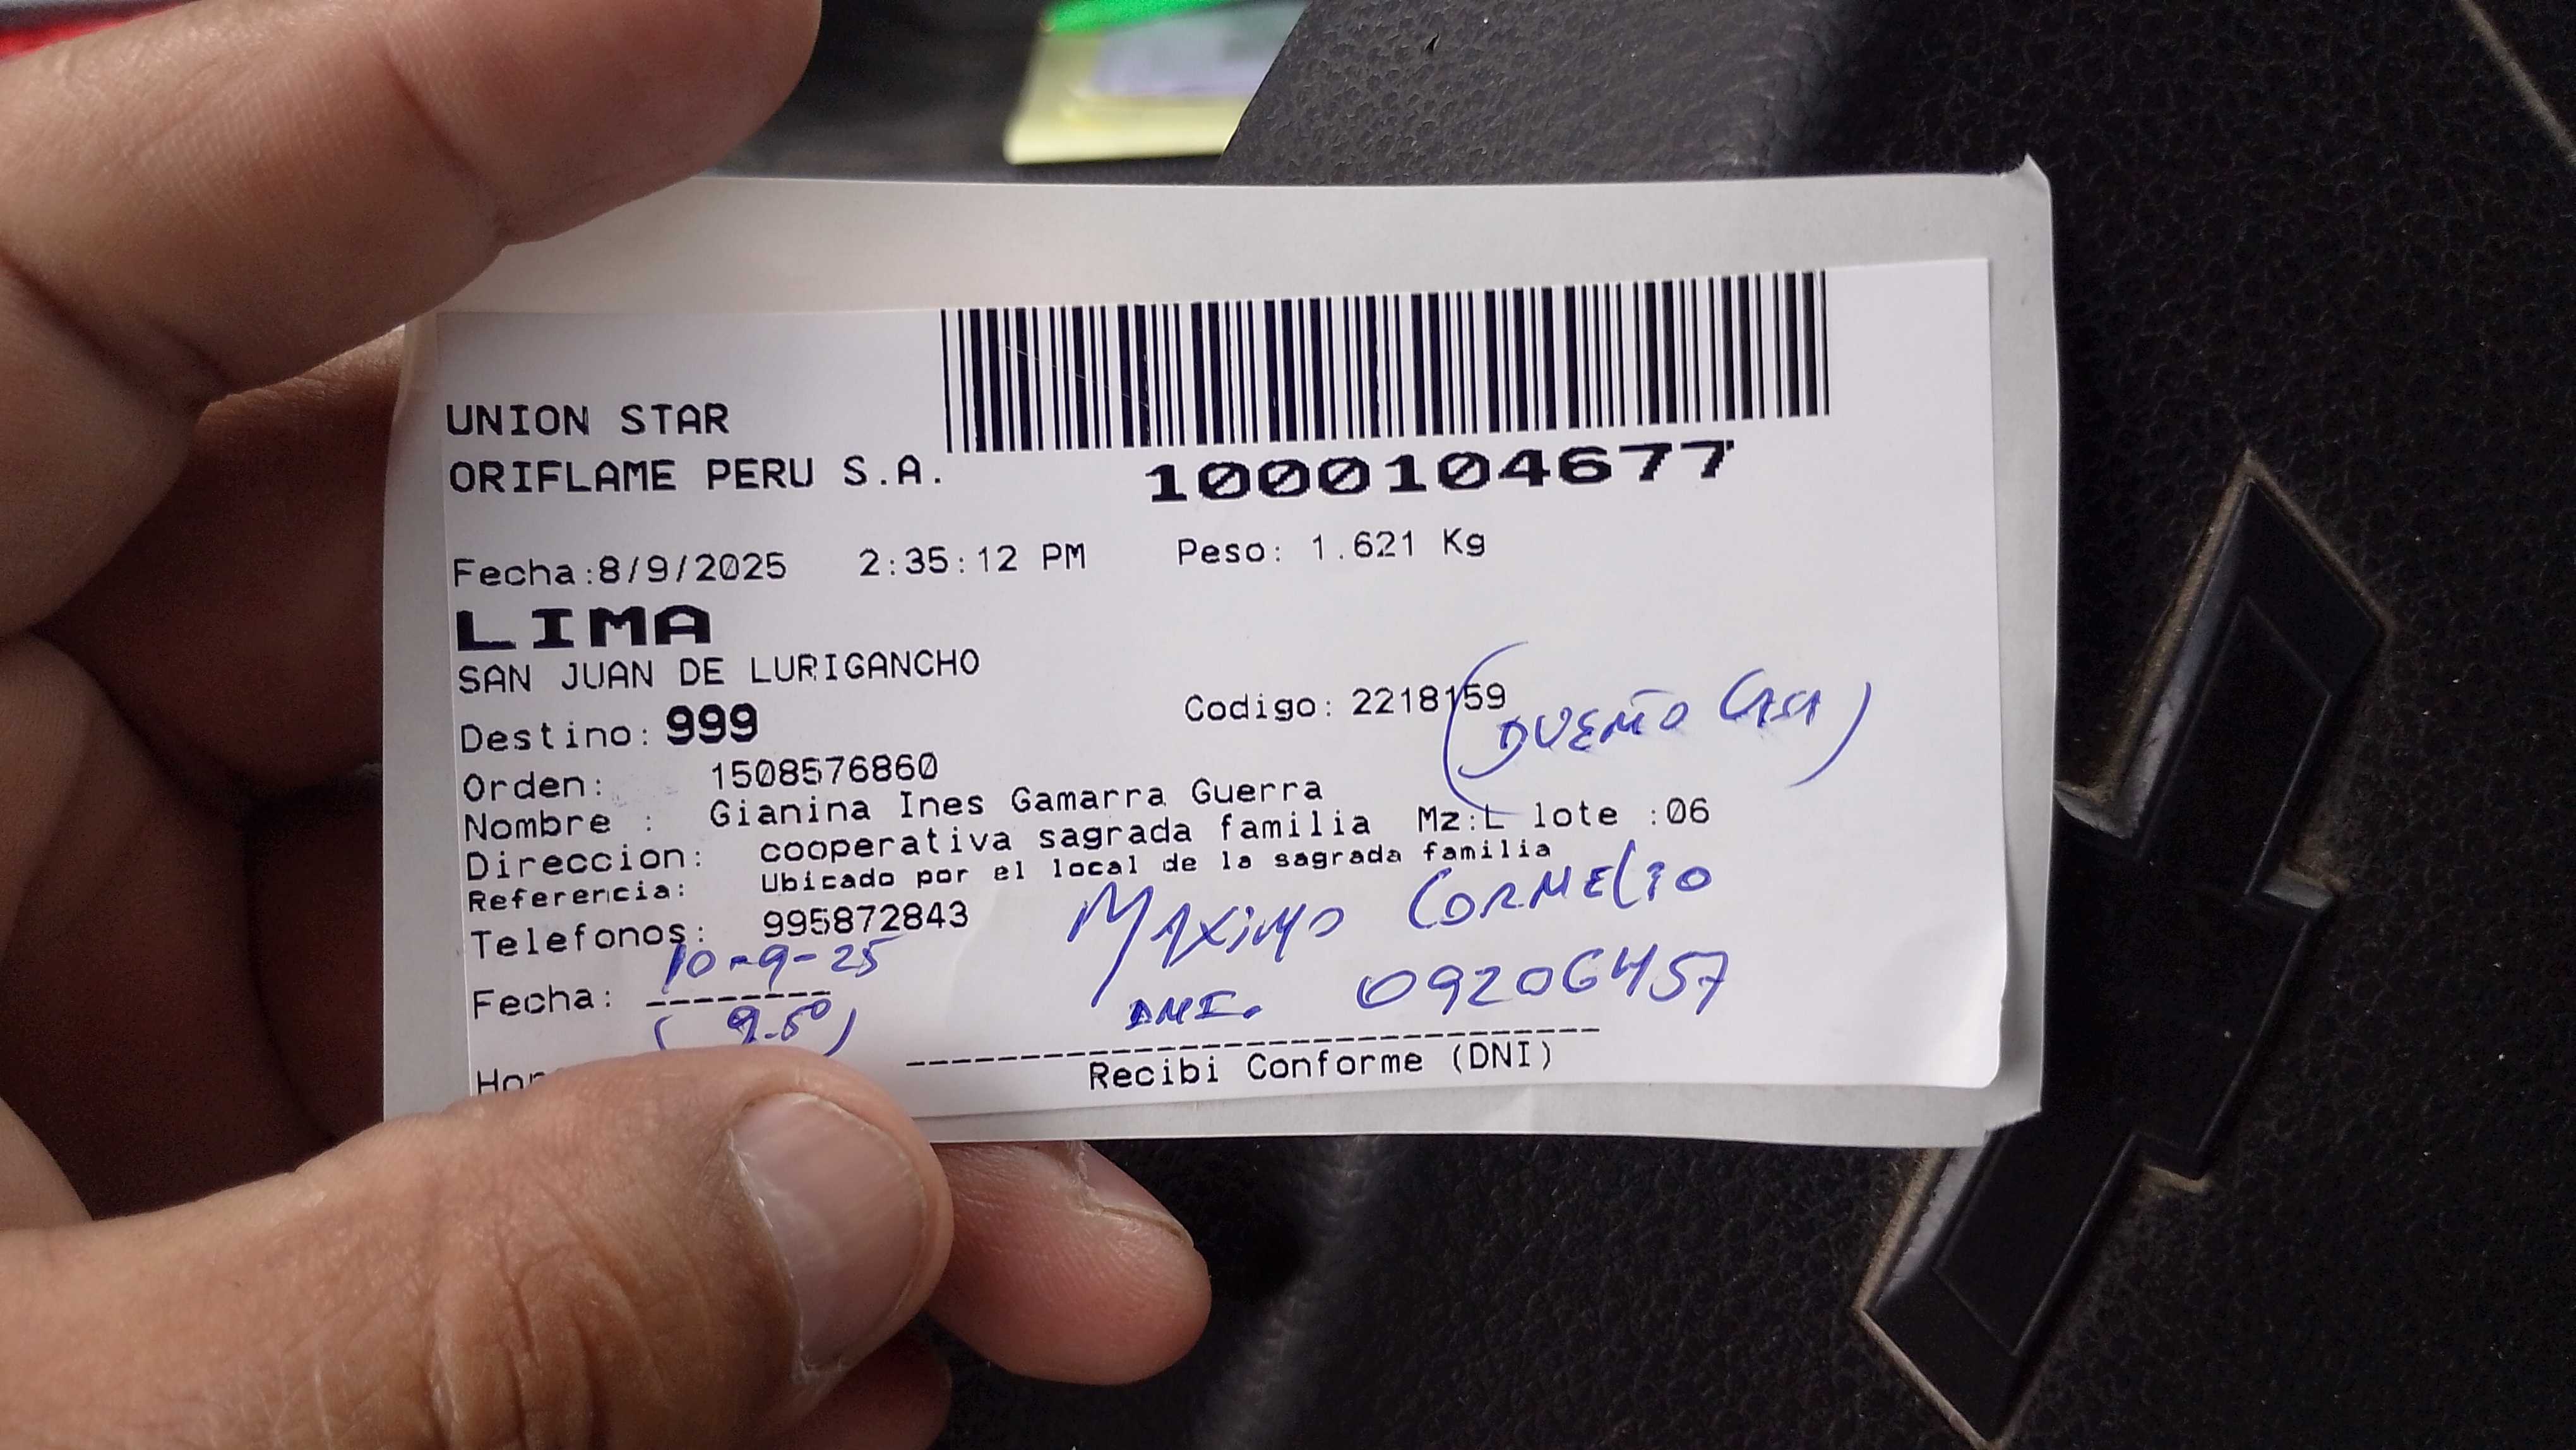 UNION STAR
ORIFLAME PERU S.A.
1000104677
Fecha:8/9/2025 2:35:12 PM Peso: 1.621 Kg
LIMA
SAN JUAN DE LURIGANCHO
Destino: 999 Codigo: 2218159
(DUEÑO CASA)
Orden: 1508576860
Nombre : Gianina Ines Gamarra Guerra
Direccion: cooperativa sagrada familia Mz:L lote :06
Referencia: Ubicado por el local de la sagrada familia
Telefonos: 995872843
MAXIMO CORNELIO
Fecha: 10-9-25
DNI. 09206457
(9.50)
Recibi Conforme (DNI)